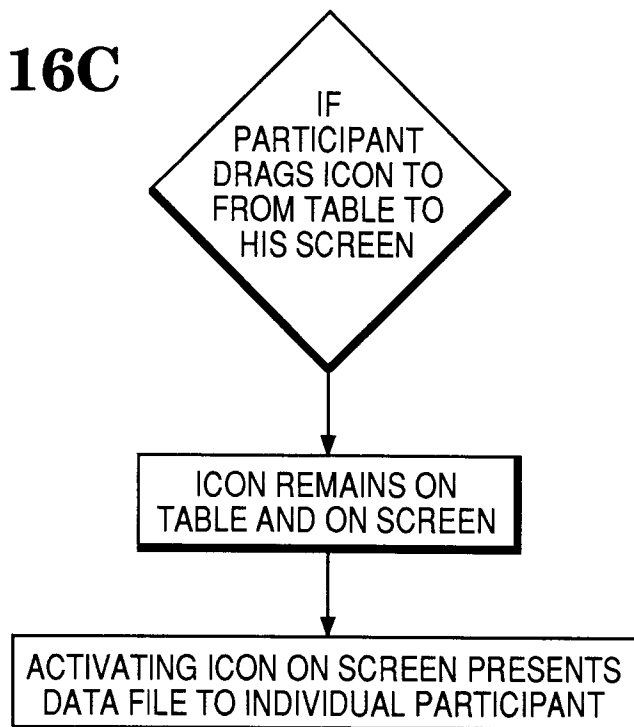 16C
IF
PARTICIPANT
DRAGS ICON TO
FROM TABLE TO
HIS SCREEN
ICON REMAINS ON
TABLE AND ON SCREEN
ACTIVATING ICON ON SCREEN PRESENTS
DATA FILE TO INDIVIDUAL PARTICIPANT